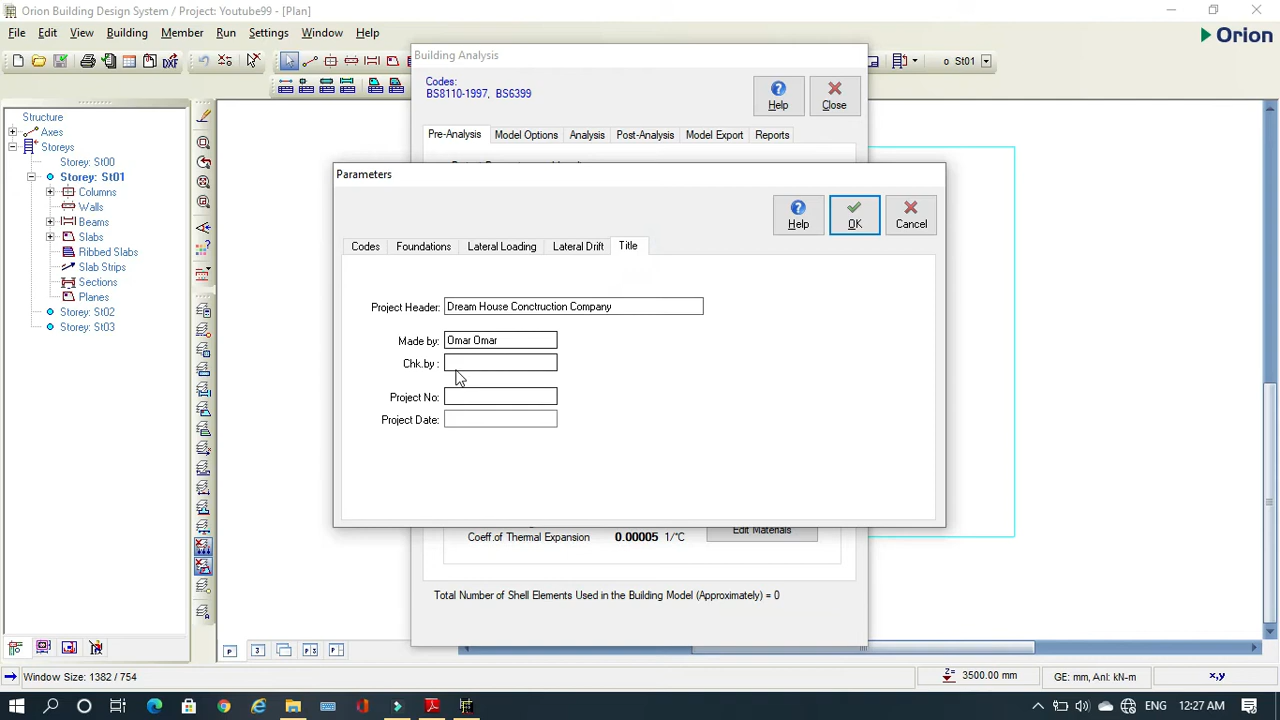 Orion Building Design System / Project: Youtube99 - [Plan]
File Edit View Building Member Run Settings Window Help
Orion
St01
Building Analysis
Codes:
BS8110-1997, BS6399
Help
Close
Pre-Analysis Model Options Analysis Post-Analysis Model Export Reports
Structure
Axes
Storeys
Storey: St00
Storey: St01
Columns
Walls
Beams
Slabs
Ribbed Slabs
Slab Strips
Sections
Planes
Storey: St02
Storey: St03
Parameters
Help
OK
Cancel
Codes Foundations Lateral Loading Lateral Drift Title
Project Header: Dream House Conctruction Company
Made by: Omar Omar
Chk.by :
Project No:
Project Date:
Coeff.of Thermal Expansion 0.00005 1/°C
Edit Materials
Total Number of Shell Elements Used in the Building Model (Approximately) = 0
Window Size: 1382 / 754
3500.00 mm
GE: mm, Anl: kN-m
x,y
ENG 12:27 AM